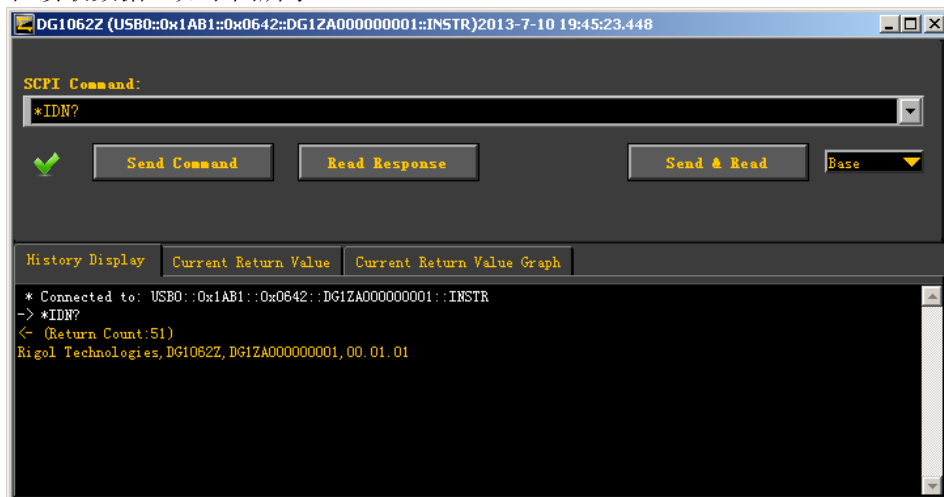 DG1062Z (USB0::0x1AB1::0x0642::DG1ZA000000001::INSTR)2013-7-10 19:45:23.448
SCPI Command:
*IDN?
Send Command Read Response Send & Read Base
History Display Current Return Value Current Return Value Graph
* Connected to: USB0::0x1AB1::0x0642::DG1ZA000000001::INSTR
-> *IDN?
<- (Return Count:51)
Rigol Technologies,DG1062Z,DG1ZA000000001,00.01.01